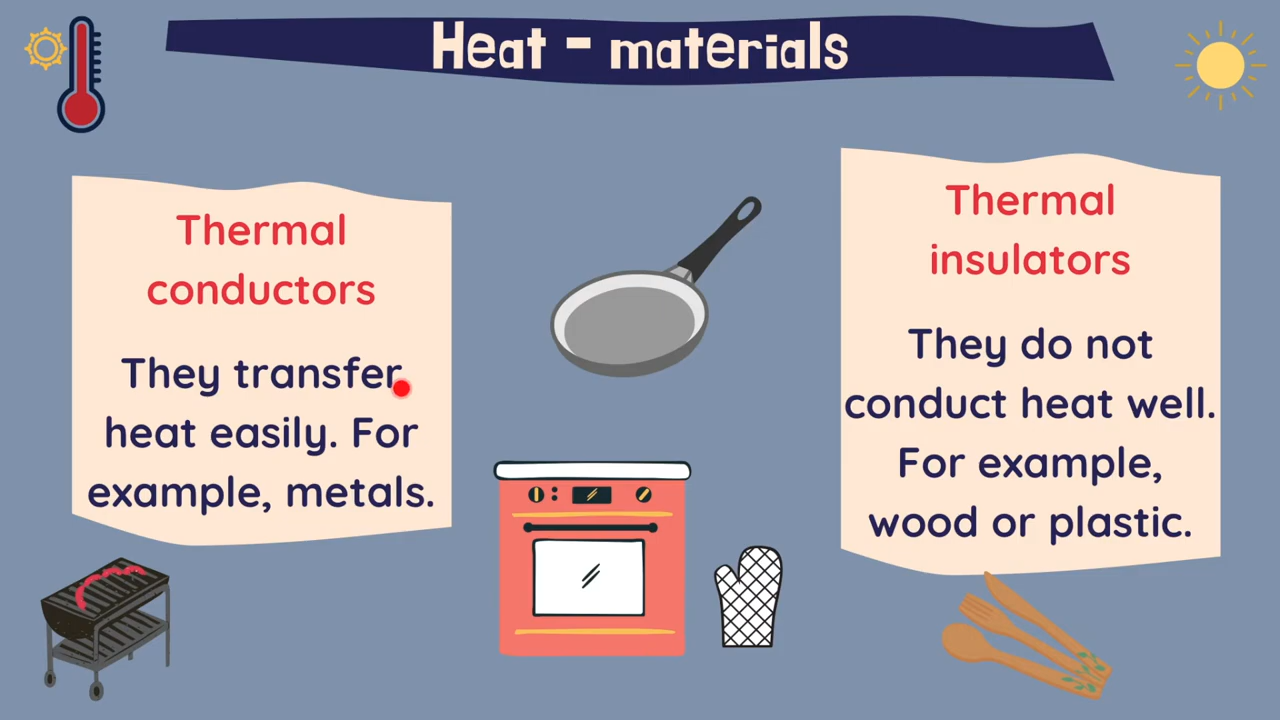 Heat - materials
Thermal
conductors
They transfer
heat easily. For
example, metals.
Thermal
insulators
They do not
conduct heat well.
For example,
wood or plastic.